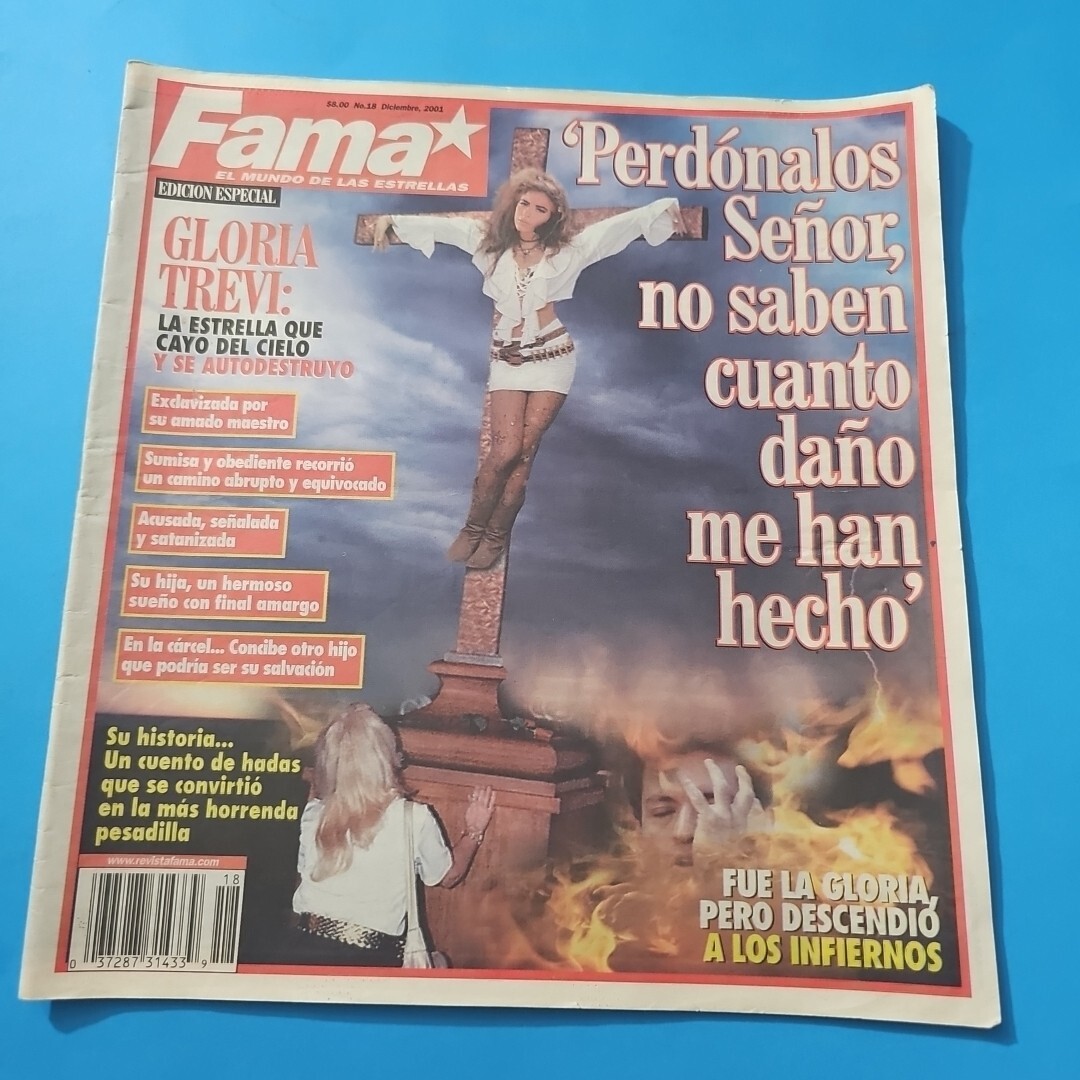 $8.00 No.18 Diciembre, 2001
Fama
EL MUNDO DE LAS ESTRELLAS
EDICION ESPECIAL
GLORIA
TREVI:
LA ESTRELLA QUE
CAYO DEL CIELO
Y SE AUTODESTRUYO
Exclavizada por
su amado maestro
Sumisa y obediente recorrió
un camino abrupto y equivocado
Acusada, señalada
y satanizada
Su hija, un hermoso
sueño con final amargo
En la cárcel... Concibe otro hijo
que podría ser su salvación
Su historia...
Un cuento de hadas
que se convirtió
en la más horrenda
pesadilla
www.revistafama.com
18
0 37287 31433 9
'Perdónalos
Señor,
no saben
cuanto
daño
me han
hecho'
FUE LA GLORIA,
PERO DESCENDIÓ
A LOS INFIERNOS